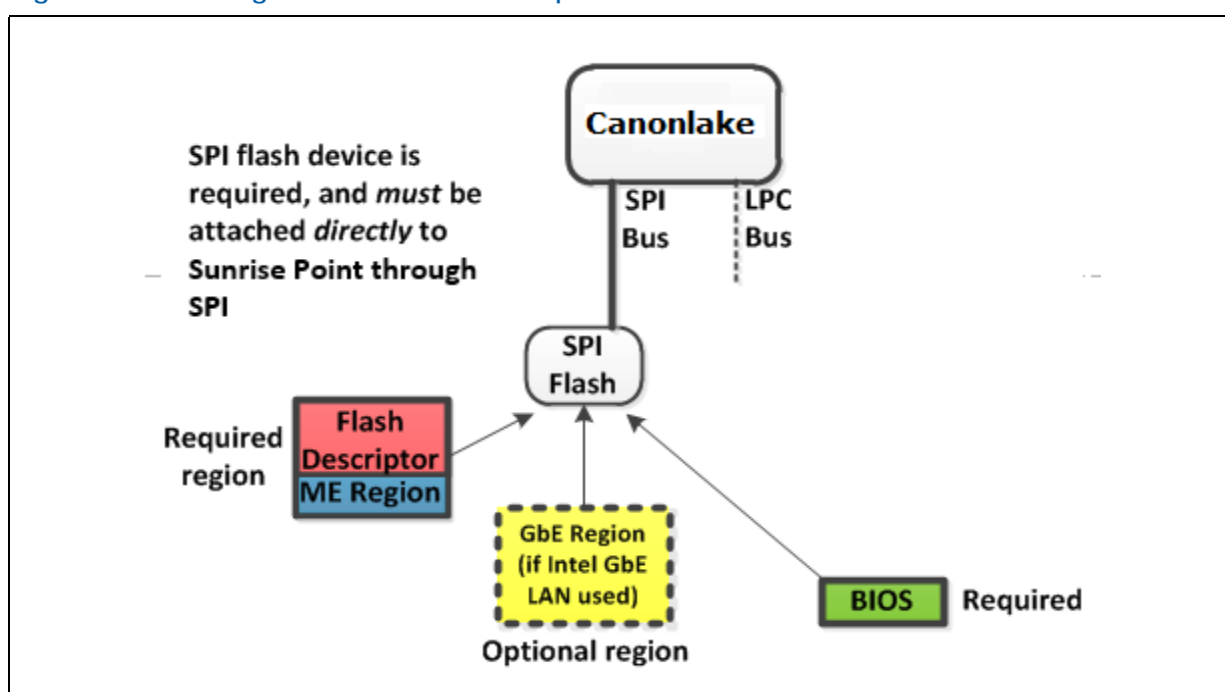 Canonlake
SPI flash device is
required, and must be
attached directly to
Sunrise Point through
SPI
SPI
Bus
LPC
Bus
SPI
Flash
Required
region
Flash
Descriptor
ME Region
GbE Region
(if Intel GbE
LAN used)
Optional region
BIOS
Required